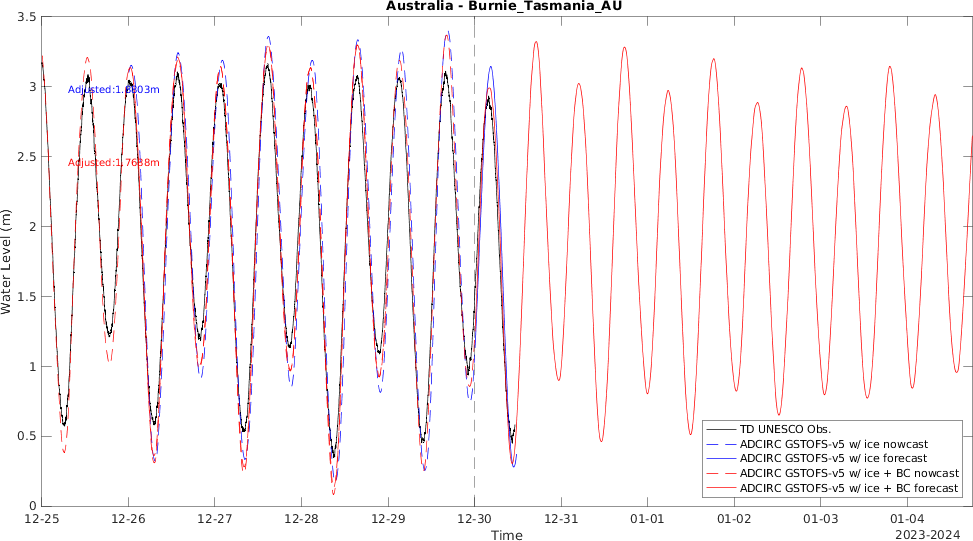 Australia - Burnie_Tasmania_AU
3.5
3
2.5
2
1.5
1
0.5
0
Water Level (m)
Adjusted:1.8803m
Adjusted:1.7638m
TD UNESCO Obs.
ADCIRC GSTOFS-v5 w/ ice nowcast
ADCIRC GSTOFS-v5 w/ ice forecast
ADCIRC GSTOFS-v5 w/ ice + BC nowcast
ADCIRC GSTOFS-v5 w/ ice + BC forecast
12-25 12-26 12-27 12-28 12-29 12-30 12-31 01-01 01-02 01-03 01-04
Time
2023-2024